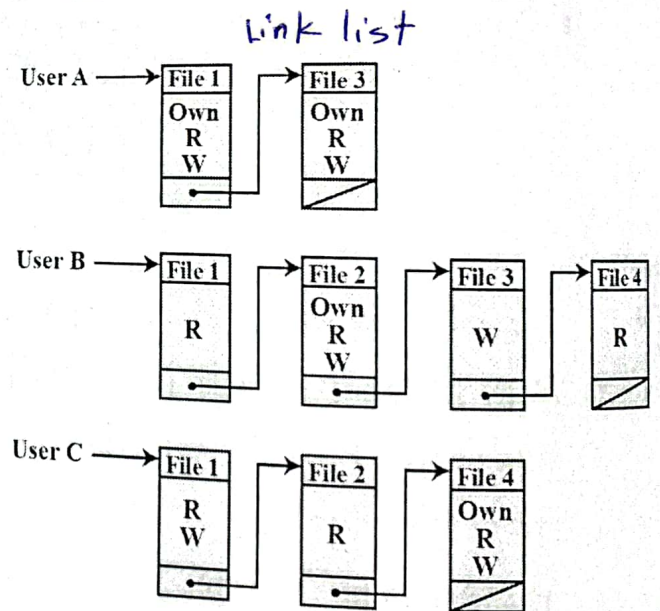 Link list
User A
File 1
Own
R
W
File 3
Own
R
W
User B
File 1
R
File 2
Own
R
W
File 3
W
File 4
R
User C
File 1
R
W
File 2
R
File 4
Own
R
W